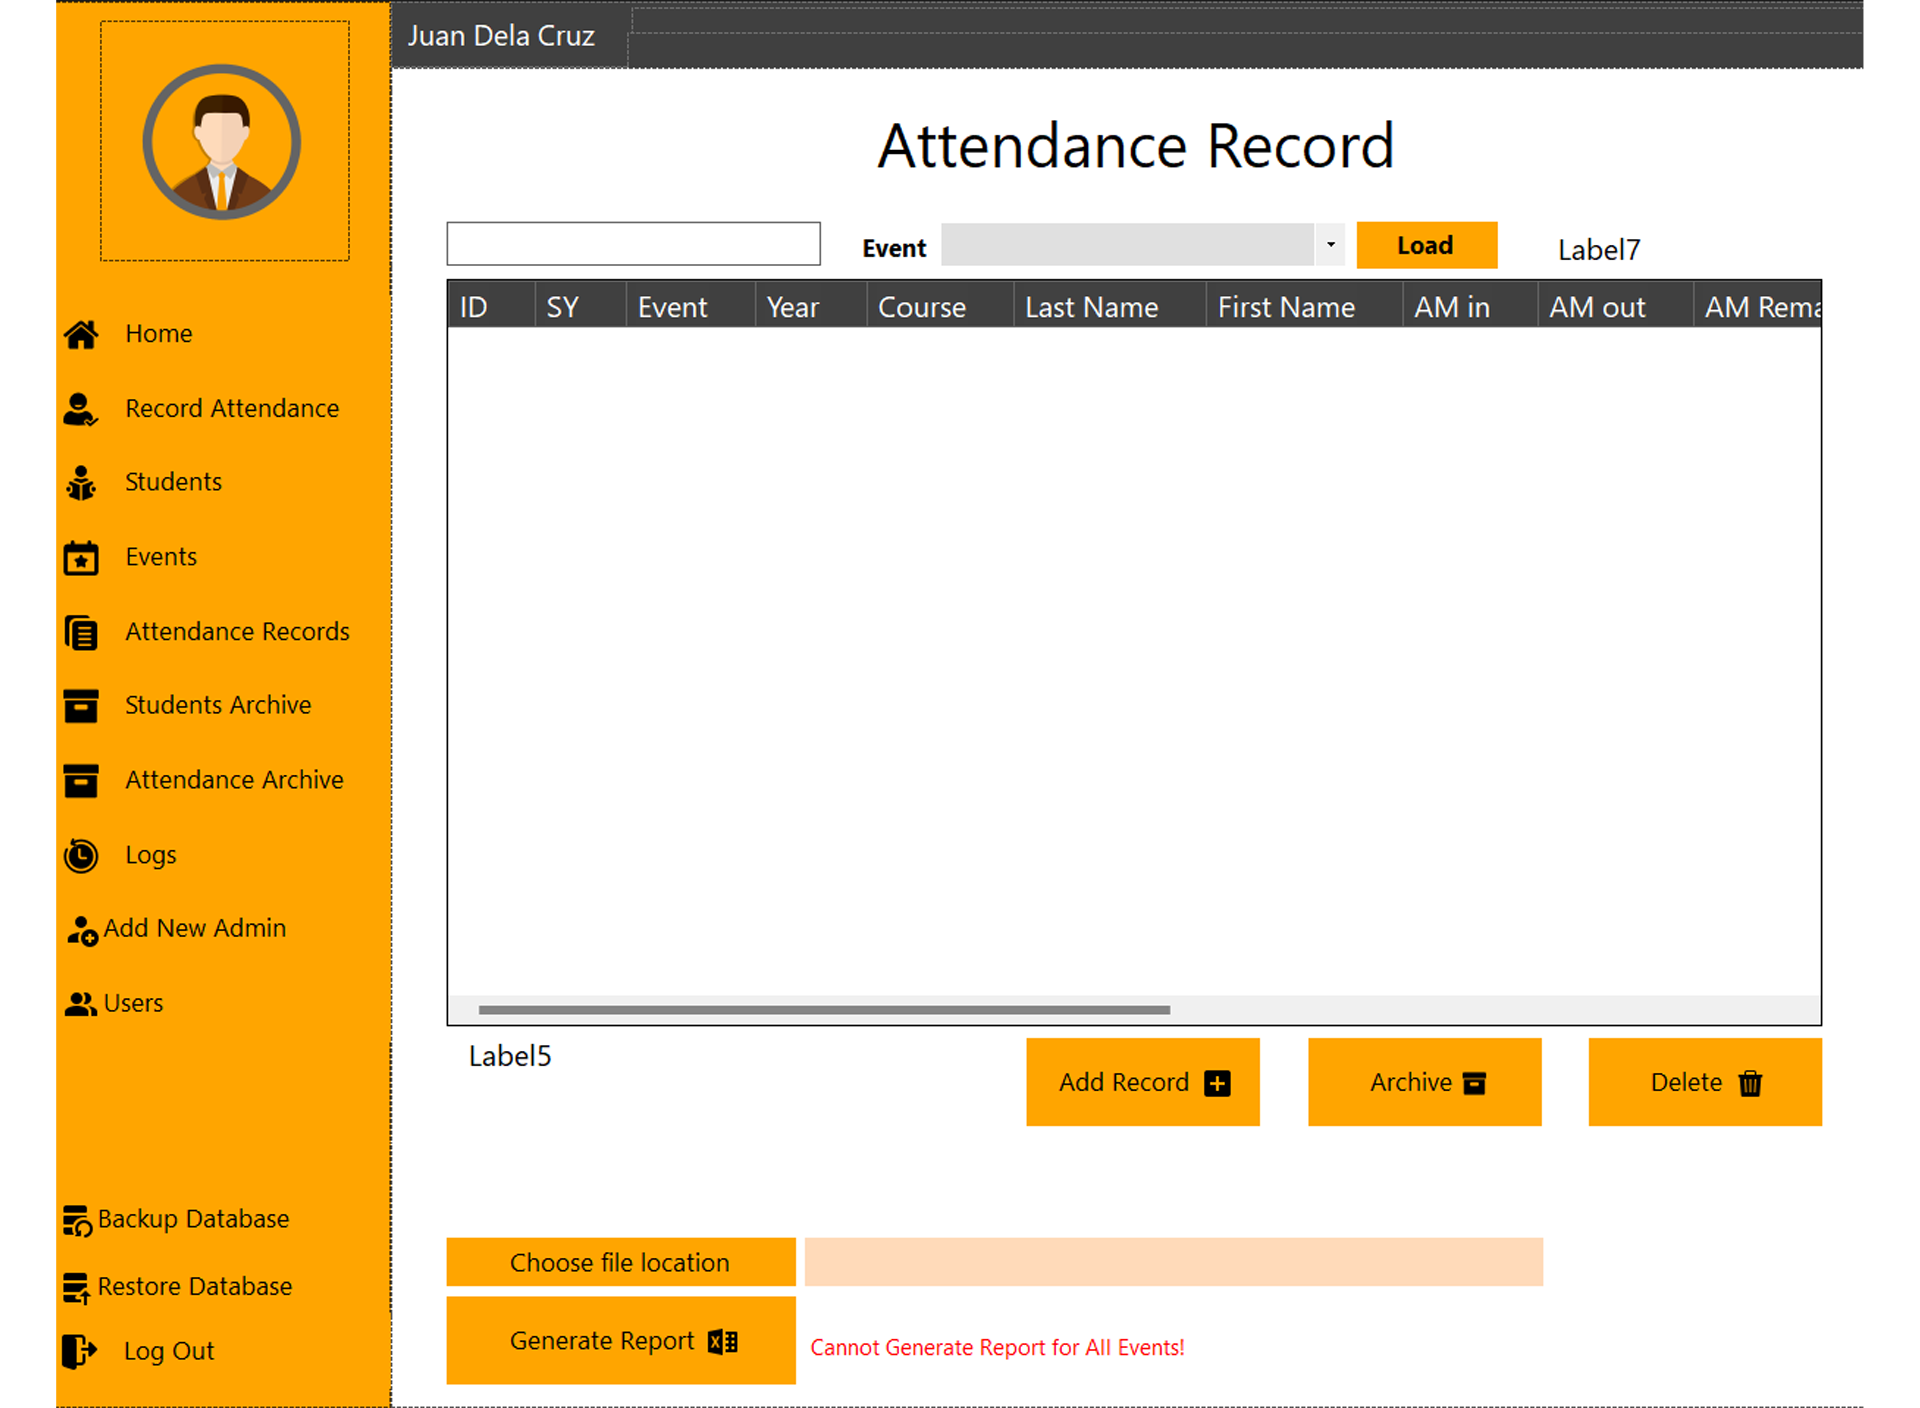 Juan Dela Cruz
Attendance Record
Event
Load
Label7
ID SY Event Year Course Last Name First Name AM in AM out AM Rema
Home
Record Attendance
Students
Events
Attendance Records
Students Archive
Attendance Archive
Logs
Add New Admin
Users
Backup Database
Restore Database
Log Out
Label5
Add Record
Archive
Delete
Choose file location
Generate Report
Cannot Generate Report for All Events!